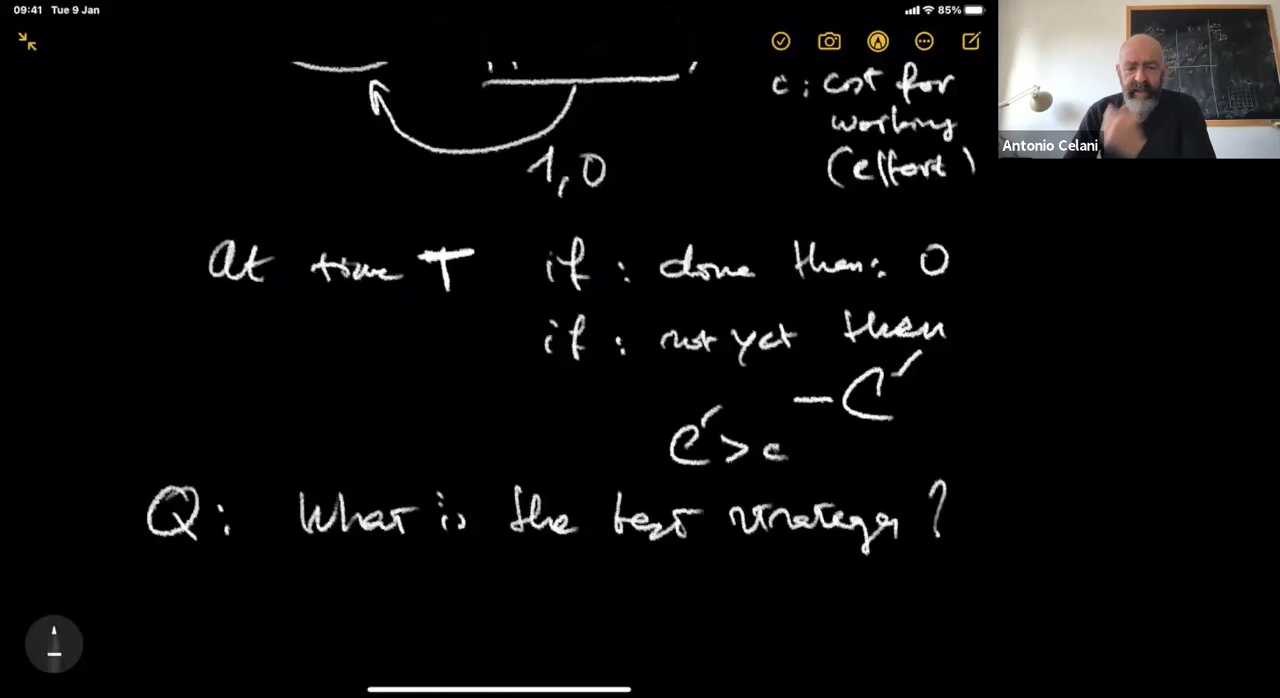 09:41 Tue 9 Jan
85%
c : cost for
working
(effort)
1,0
Antonio Celani
at time T if : done then : 0
if : not yet then
-C'
C' > c
Q: What is the best strategy ?